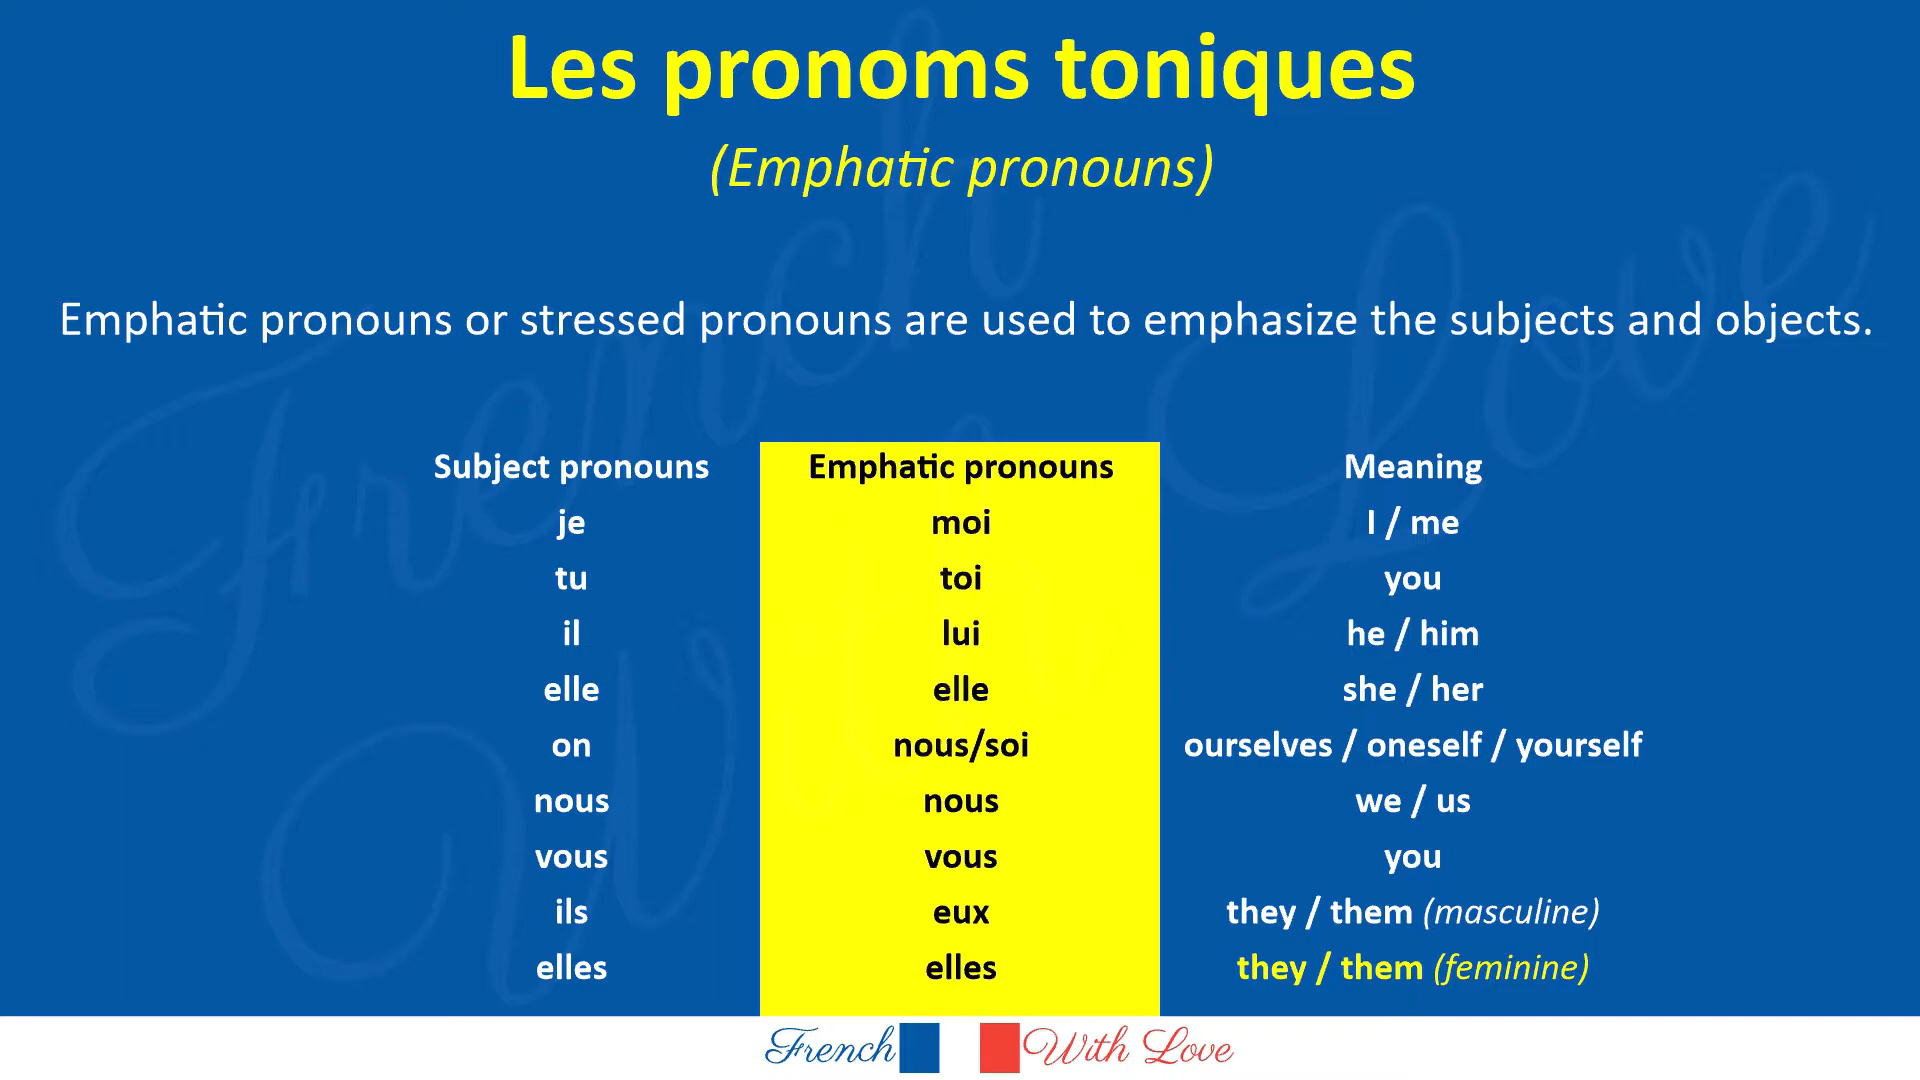 Les pronoms toniques
(Emphatic pronouns)
Emphatic pronouns or stressed pronouns are used to emphasize the subjects and objects.
Subject pronouns Emphatic pronouns Meaning
je moi I / me
tu toi you
il lui he / him
elle elle she / her
on nous/soi ourselves / oneself / yourself
nous nous we / us
vous vous you
ils eux they / them (masculine)
elles elles they / them (feminine)
French With Love
French With Love